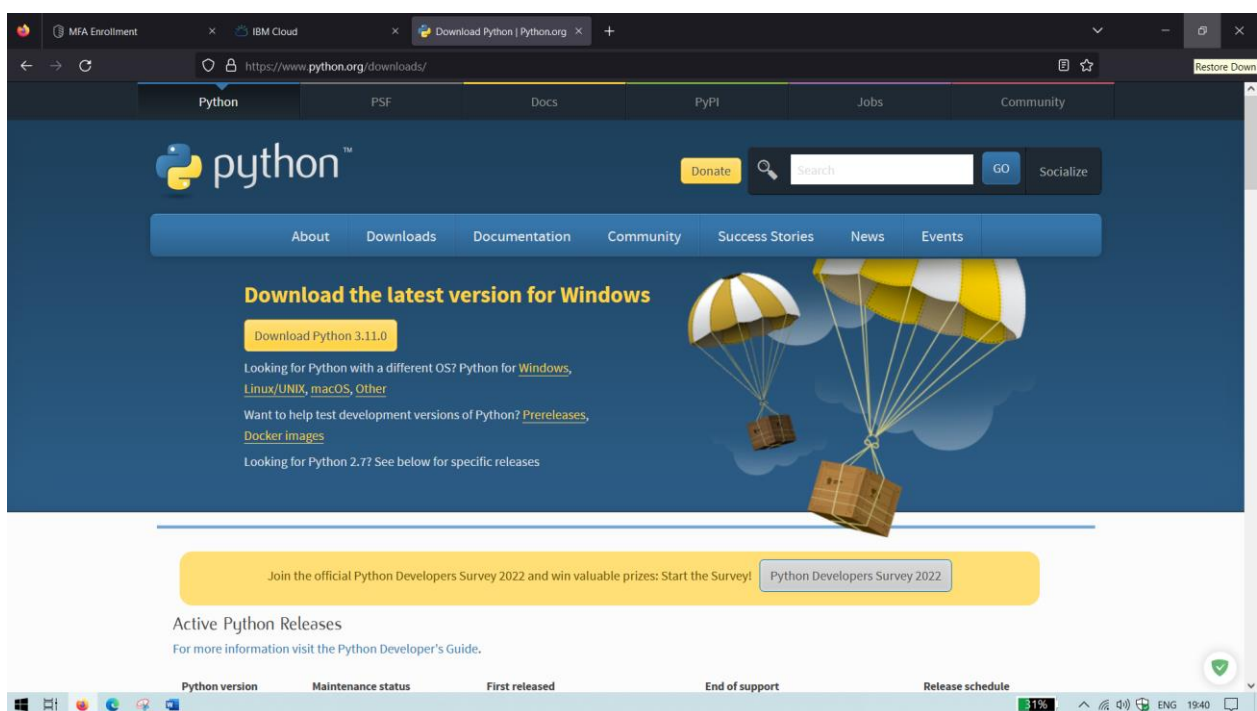 MFA Enrollment
IBM Cloud
Download Python | Python.org
https://www.python.org/downloads/
Restore Down
Python PSF Docs PyPI Jobs Community
python™
Donate Search GO Socialize
About Downloads Documentation Community Success Stories News Events
Download the latest version for Windows
Download Python 3.11.0
Looking for Python with a different OS? Python for Windows,
Linux/UNIX, macOS, Other
Want to help test development versions of Python? Prereleases,
Docker images
Looking for Python 2.7? See below for specific releases
Join the official Python Developers Survey 2022 and win valuable prizes: Start the Survey! Python Developers Survey 2022
Active Python Releases
For more information visit the Python Developer's Guide.
Python version Maintenance status First released End of support Release schedule
31% ENG 19:40